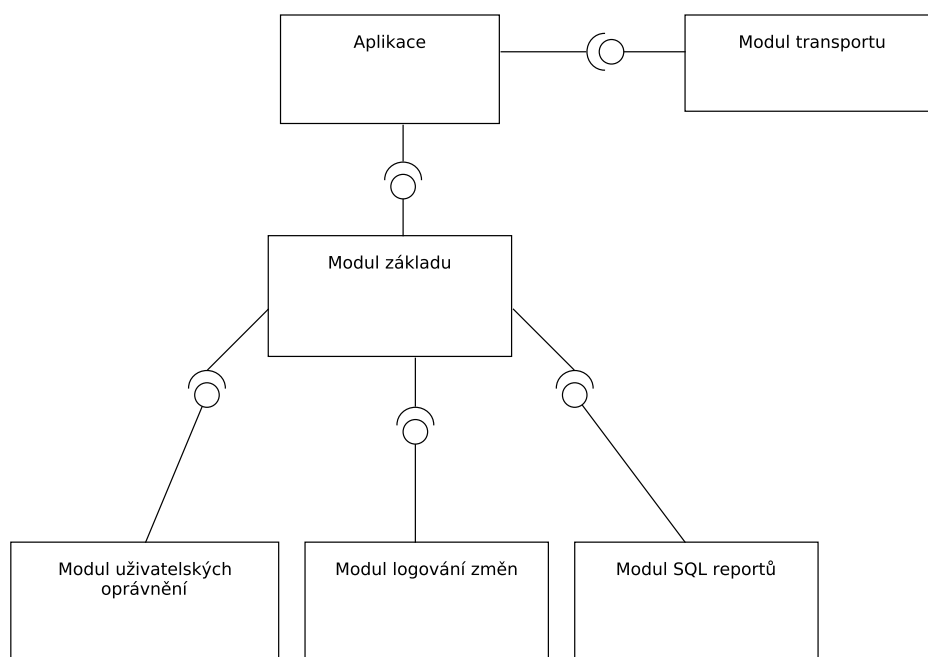 Aplikace
Modul transportu
Modul základu
Modul uživatelských
oprávnění
Modul logování změn
Modul SQL reportů